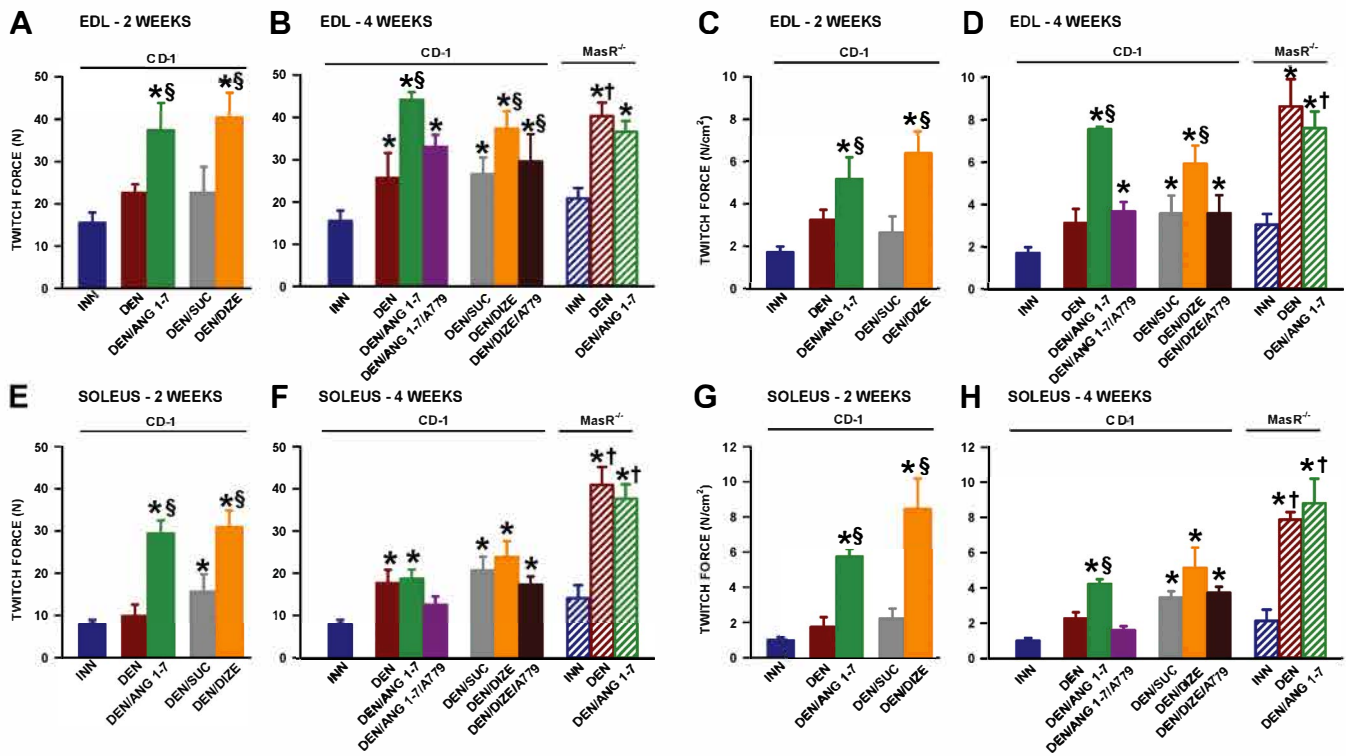 A EDL - 2 WEEKS
CD-1
TWITCH FORCE (N)
50
40
30
20
10
0
*§ *§
INN DEN DEN/ANG 1-7 DEN/SUC DEN/DIZE
B EDL - 4 WEEKS
CD-1 MasR-/-
50
40
30
20
10
0
* *§ * * *§ *§ *† *
INN DEN DEN/ANG 1-7 DEN/ANG 1-7/A779 DEN/SUC DEN/DIZE DEN/DIZE/A779 INN DEN DEN/ANG 1-7
C EDL - 2 WEEKS
CD-1
TWITCH FORCE (N/cm²)
10
8
6
4
2
0
*§ *§
INN DEN DEN/ANG 1-7 DEN/SUC DEN/DIZE
D EDL - 4 WEEKS
CD-1 MasR-/-
10
8
6
4
2
0
*§ * * *§ * * *†
INN DEN DEN/ANG 1-7 DEN/ANG 1-7/A779 DEN/SUC DEN/DIZE DEN/DIZE/A779 INN DEN DEN/ANG 1-7
E SOLEUS - 2 WEEKS
CD-1
TWITCH FORCE (N)
50
40
30
20
10
0
*§ * *§
INN DEN DEN/ANG 1-7 DEN/SUC DEN/DIZE
F SOLEUS - 4 WEEKS
CD-1 MasR-/-
50
40
30
20
10
0
* * * * * *† *†
INN DEN DEN/ANG 1-7 DEN/ANG 1-7/A779 DEN/SUC DEN/DIZE DEN/DIZE/A779 INN DEN DEN/ANG 1-7
G SOLEUS - 2 WEEKS
CD-1
TWITCH FORCE (N/cm²)
12
10
8
6
4
2
0
*§ *§
INN DEN DEN/ANG 1-7 DEN/SUC DEN/DIZE
H SOLEUS - 4 WEEKS
CD-1 MasR-/-
12
10
8
6
4
2
0
*§ * * * *† *†
INN DEN DEN/ANG 1-7 DEN/ANG 1-7/A779 DEN/SUC DEN/DIZE DEN/DIZE/A779 INN DEN DEN/ANG 1-7